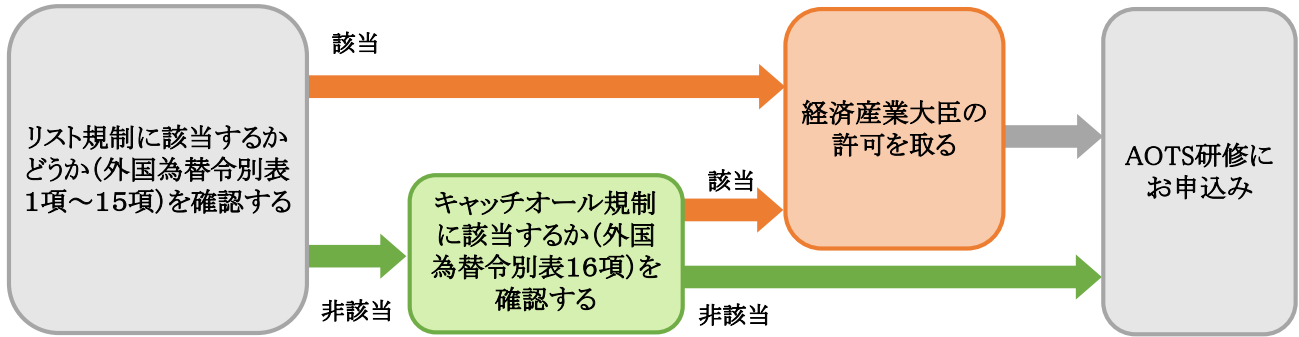 該当
リスト規制に該当するか
どうか（外国為替令別表
１項～１５項）を確認する
非該当
キャッチオール規制
に該当するか（外国
為替令別表１６項）を
確認する
該当
非該当
経済産業大臣の
許可を取る
AOTS研修に
お申込み